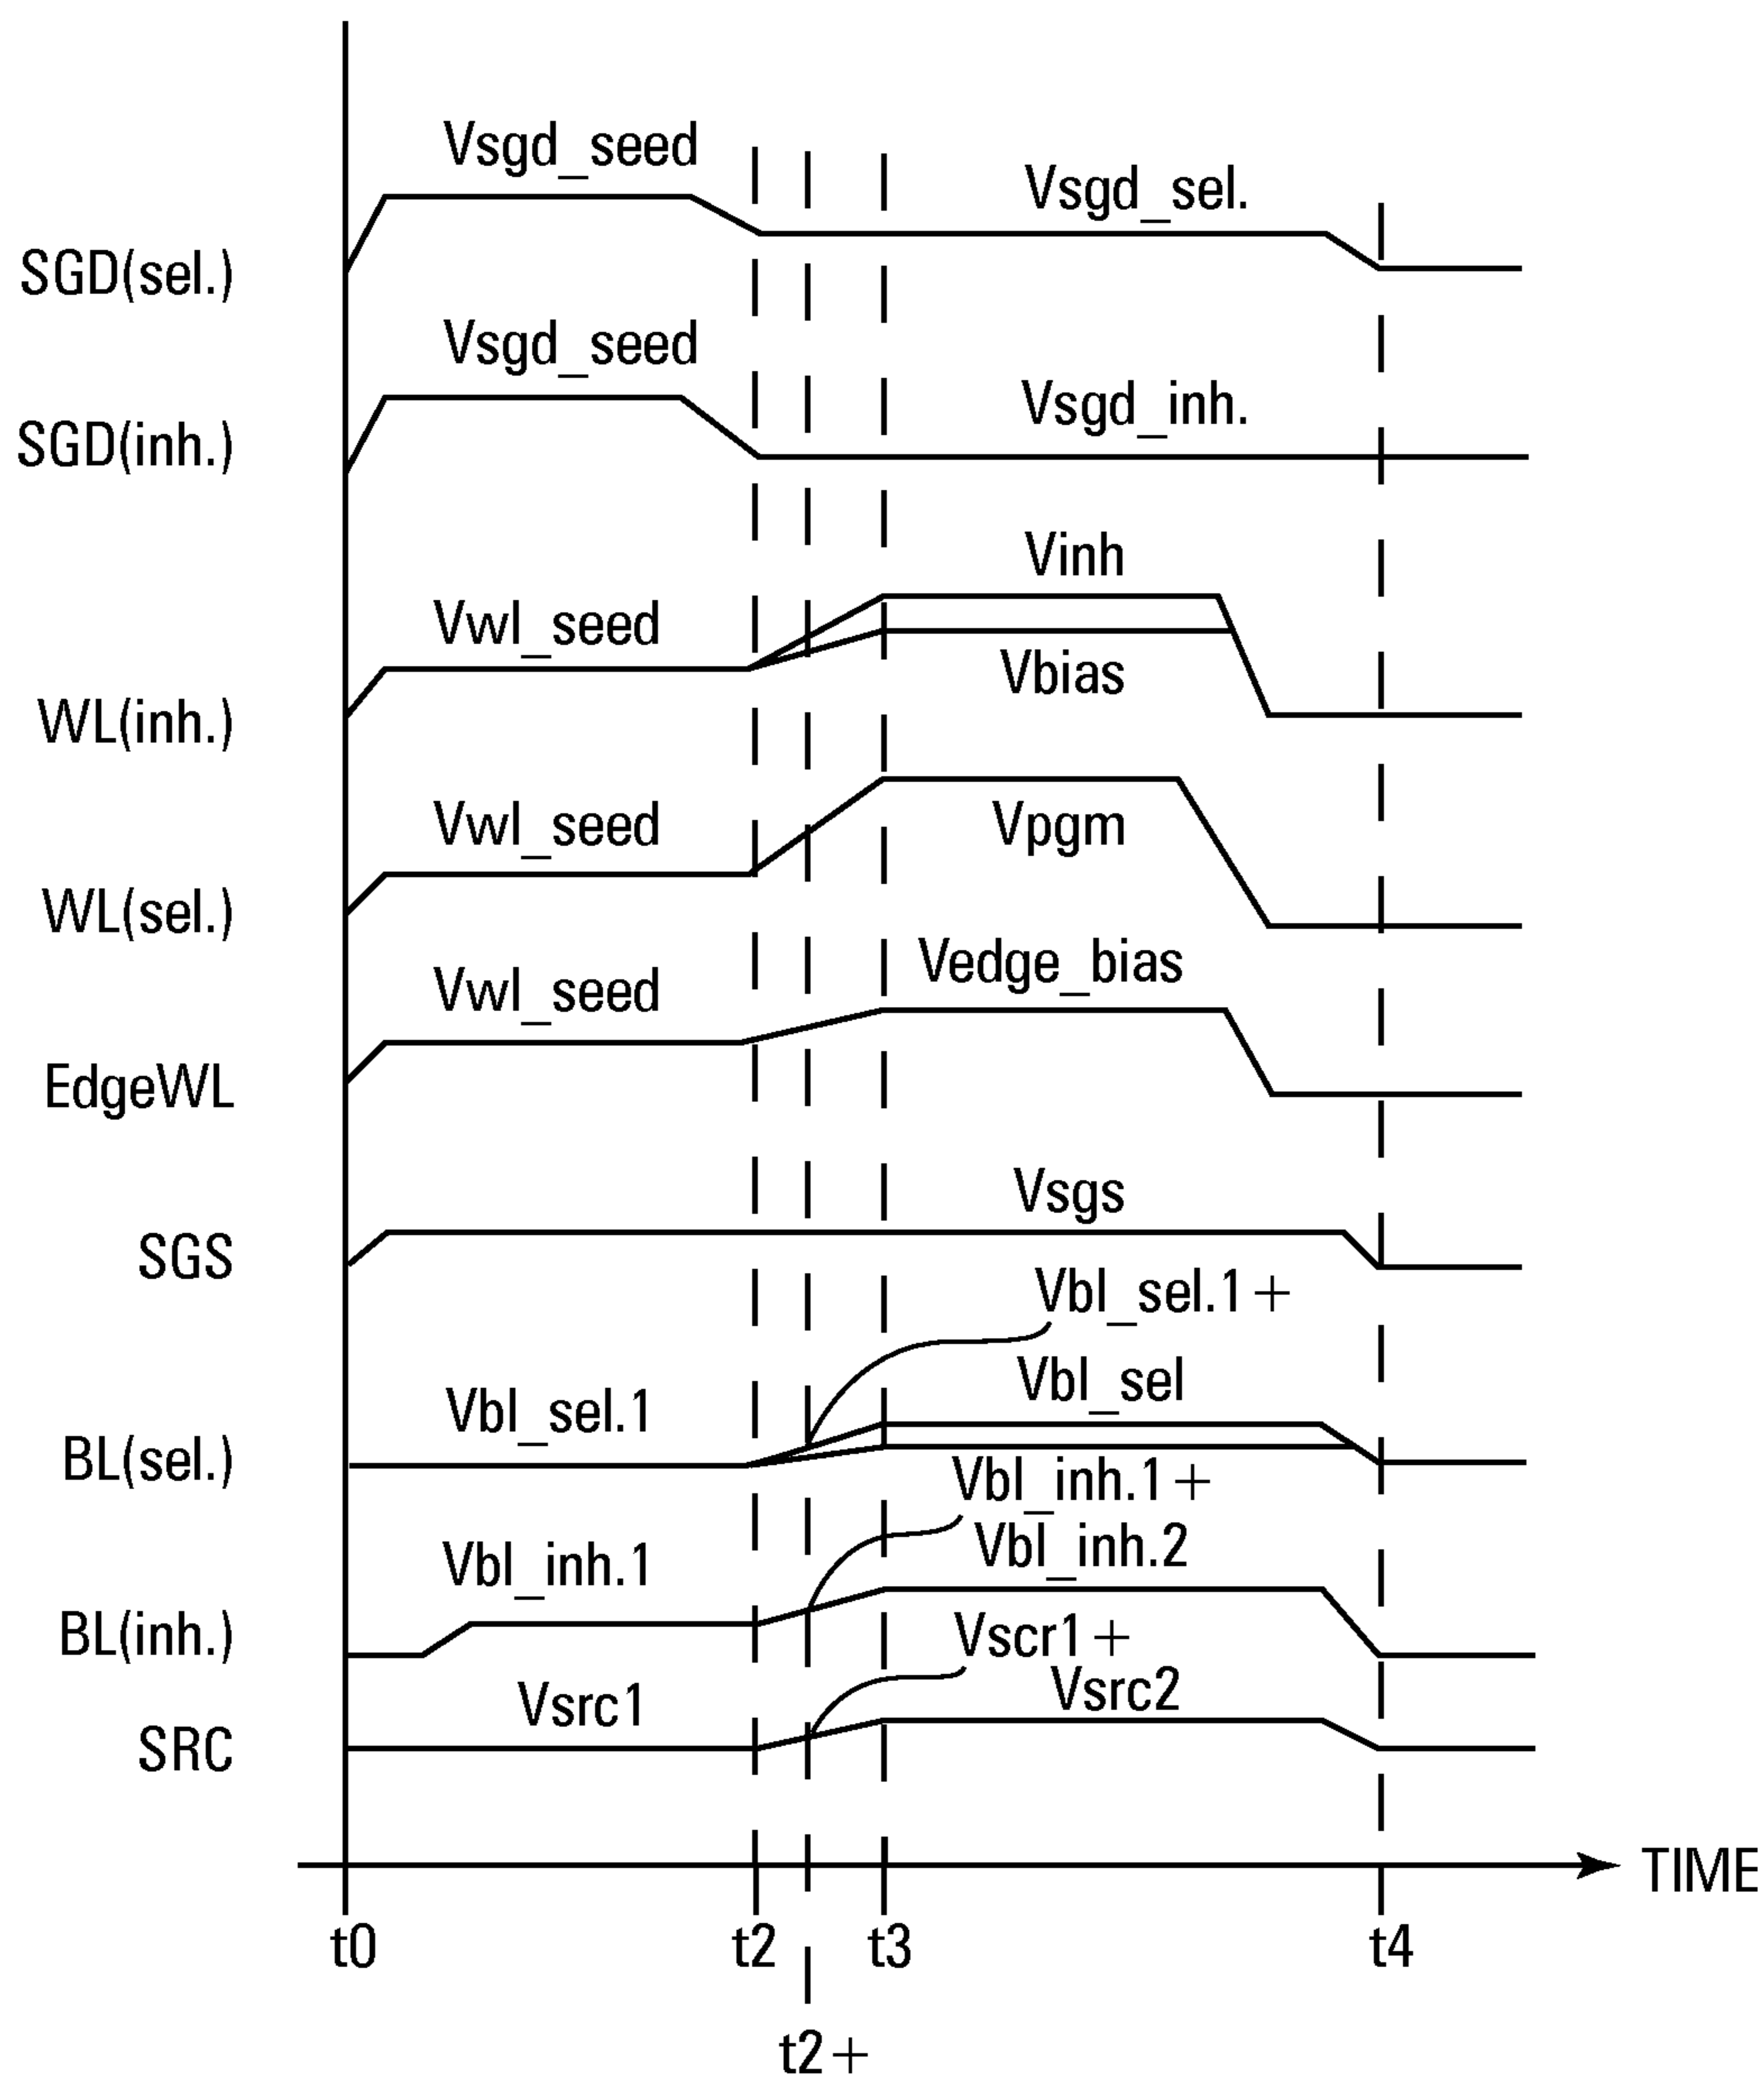 Vsgd_seed
Vsgd_sel.
SGD(sel.)
Vsgd_seed
Vsgd_inh.
SGD(inh.)
Vinh
Vwl_seed
Vbias
WL(inh.)
Vwl_seed
Vpgm
WL(sel.)
Vedge_bias
Vwl_seed
EdgeWL
Vsgs
SGS
Vbl_sel.1+
Vbl_sel
Vbl_sel.1
BL(sel.)
Vbl_inh.1+
Vbl_inh.2
Vbl_inh.1
BL(inh.)
Vscr1+
Vsrc2
Vsrc1
SRC
TIME
t0 t2 t3 t4
t2+